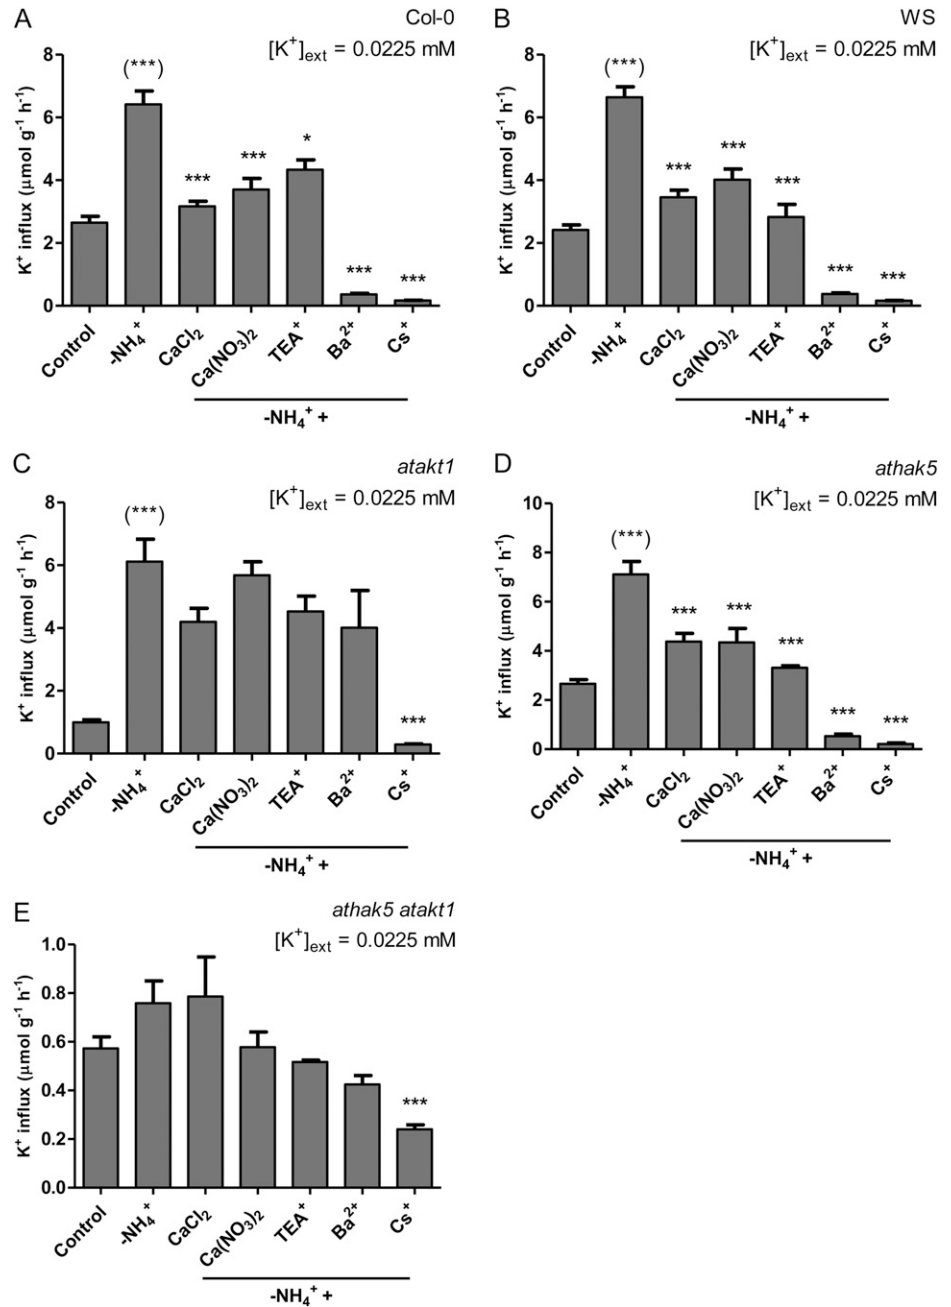 A
Col-0
[K⁺]ext = 0.0225 mM
K⁺ influx (μmol g⁻¹ h⁻¹)
8
6
4
2
0
(***)
***
***
*
***
***
Control
-NH₄⁺
CaCl₂
Ca(NO₃)₂
TEA⁺
Ba²⁺
Cs⁺
-NH₄⁺ +
B
WS
[K⁺]ext = 0.0225 mM
K⁺ influx (μmol g⁻¹ h⁻¹)
8
6
4
2
0
(***)
***
***
***
***
***
Control
-NH₄⁺
CaCl₂
Ca(NO₃)₂
TEA⁺
Ba²⁺
Cs⁺
-NH₄⁺ +
C
atakt1
[K⁺]ext = 0.0225 mM
K⁺ influx (μmol g⁻¹ h⁻¹)
8
6
4
2
0
(***)
***
Control
-NH₄⁺
CaCl₂
Ca(NO₃)₂
TEA⁺
Ba²⁺
Cs⁺
-NH₄⁺ +
D
athak5
[K⁺]ext = 0.0225 mM
K⁺ influx (μmol g⁻¹ h⁻¹)
10
8
6
4
2
0
(***)
***
***
***
***
***
Control
-NH₄⁺
CaCl₂
Ca(NO₃)₂
TEA⁺
Ba²⁺
Cs⁺
-NH₄⁺ +
E
athak5 atakt1
[K⁺]ext = 0.0225 mM
K⁺ influx (μmol g⁻¹ h⁻¹)
1.0
0.8
0.6
0.4
0.2
0.0
***
Control
-NH₄⁺
CaCl₂
Ca(NO₃)₂
TEA⁺
Ba²⁺
Cs⁺
-NH₄⁺ +